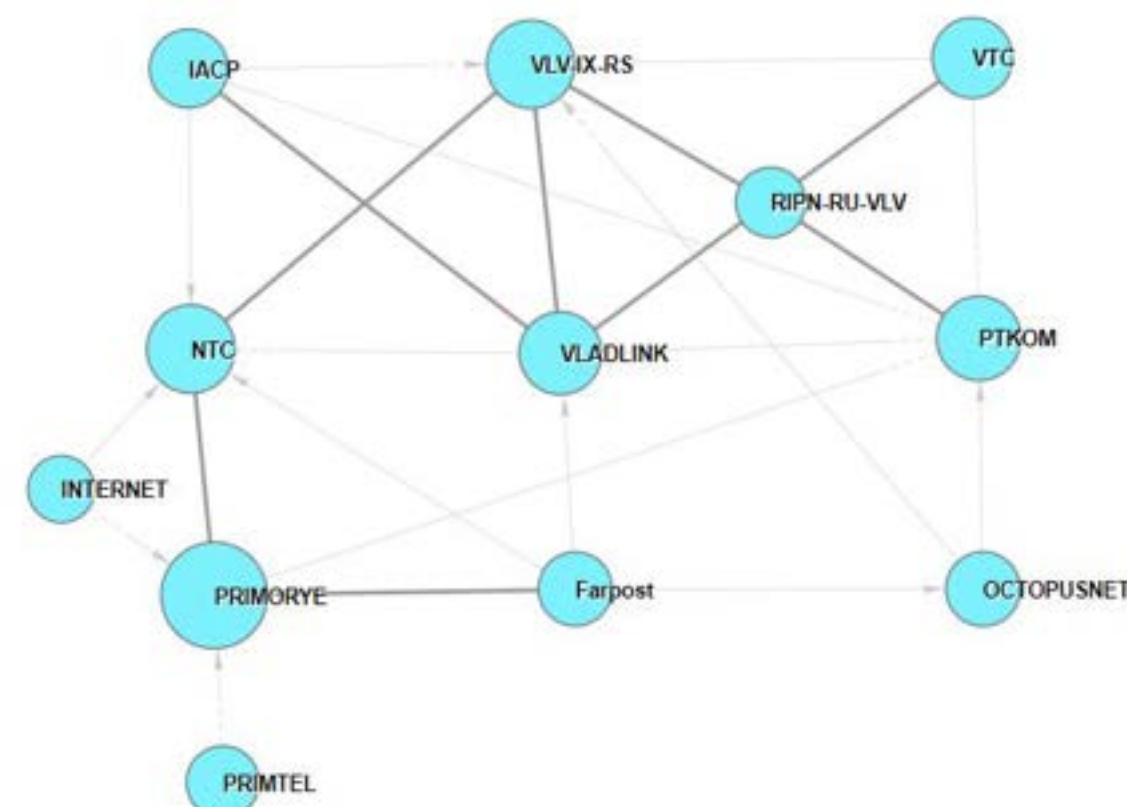 IACP
VLV-IX-RS
VTC
RIPN-RU-VLV
NTC
VLADLINK
PTKOM
INTERNET
PRIMORYE
Farpost
OCTOPUSNET
PRIMTEL